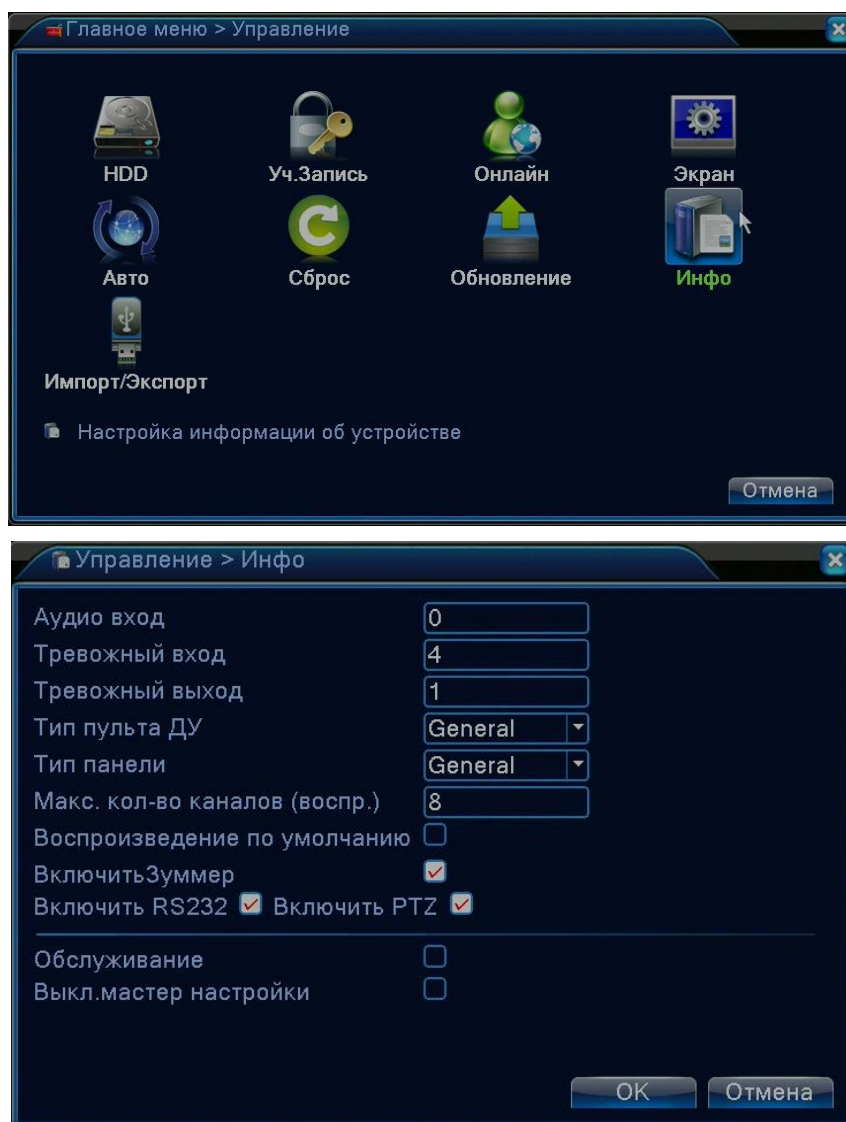 Главное меню > Управление
HDD Уч.Запись Онлайн Экран
Авто Сброс Обновление Инфо
Импорт/Экспорт
Настройка информации об устройстве
Отмена
Управление > Инфо
Аудио вход 0
Тревожный вход 4
Тревожный выход 1
Тип пульта ДУ General
Тип панели General
Макс. кол-во каналов (воспр.) 8
Воспроизведение по умолчанию
ВключитьЗуммер
Включить RS232 Включить PTZ
Обслуживание
Выкл.мастер настройки
OK Отмена